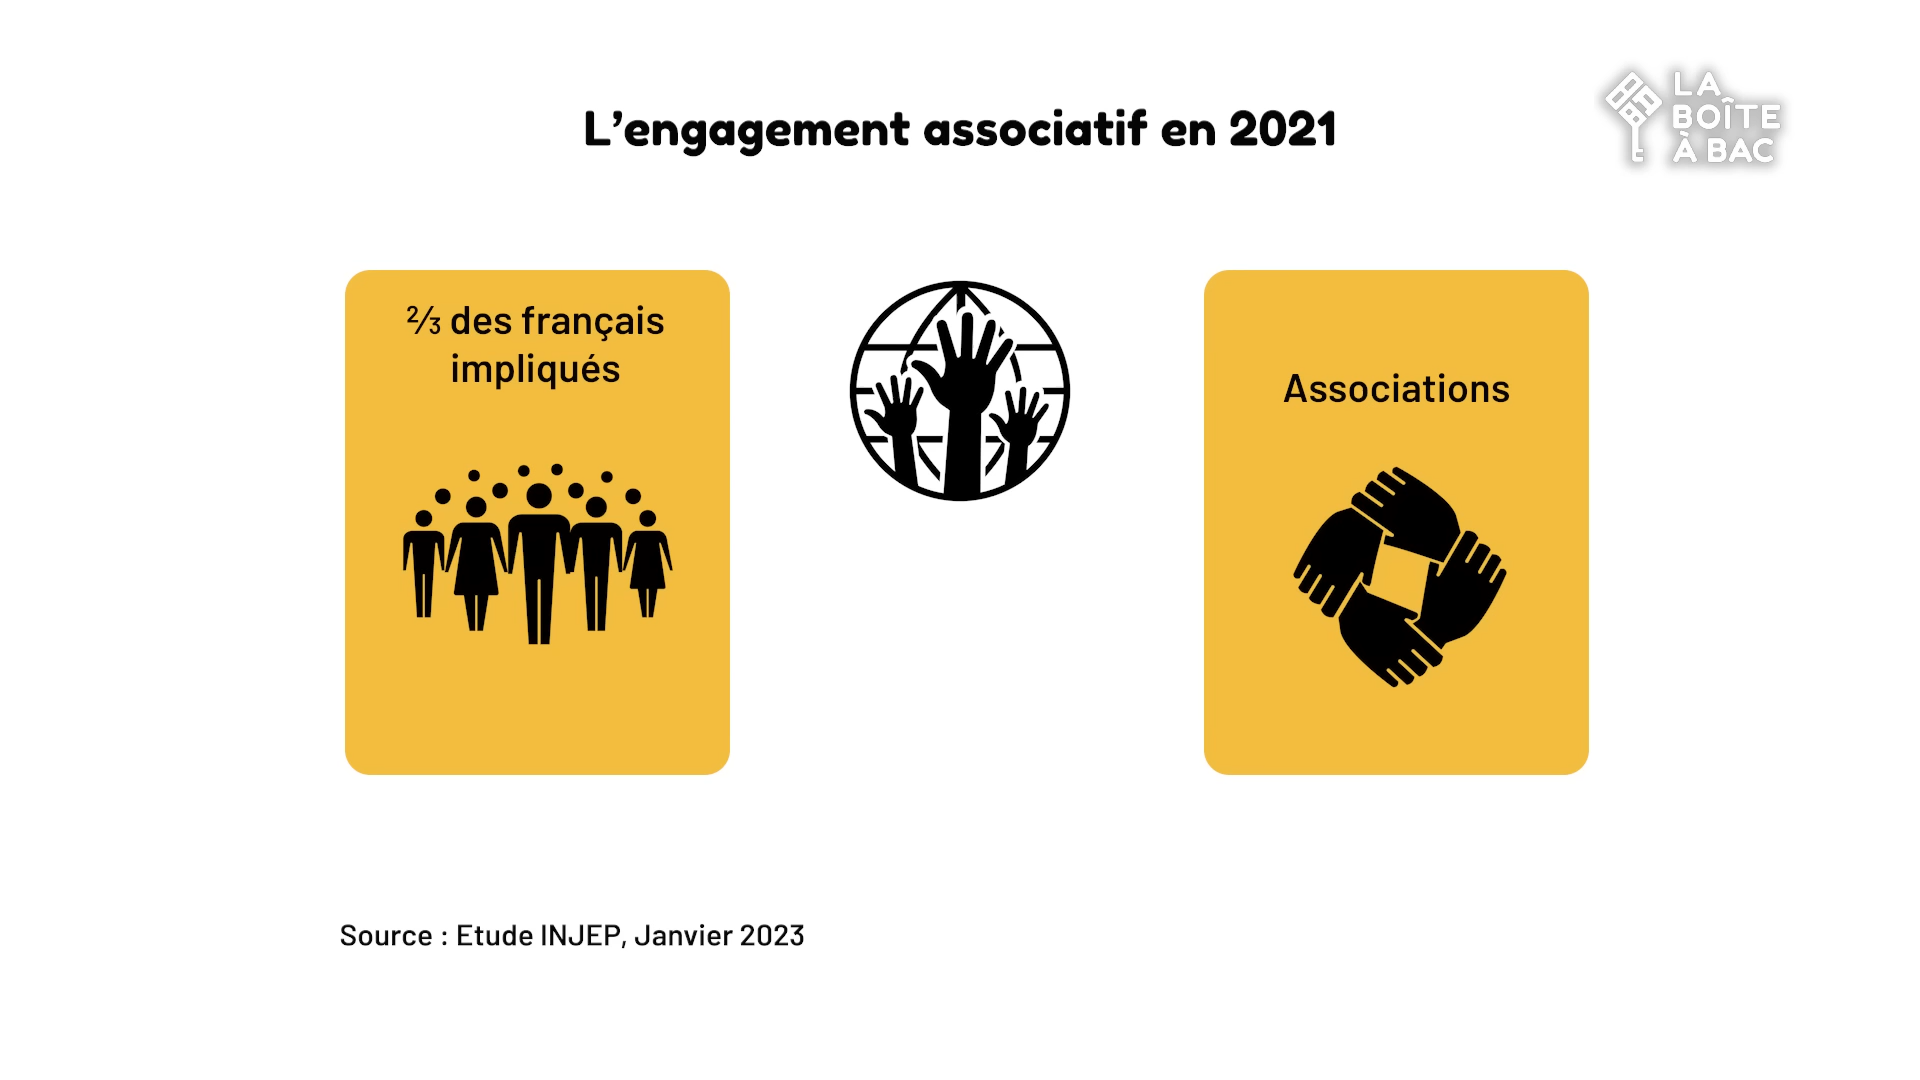 L'engagement associatif en 2021
LA
BOÎTE
À BAC
⅔ des français
impliqués
Associations
Source : Etude INJEP, Janvier 2023